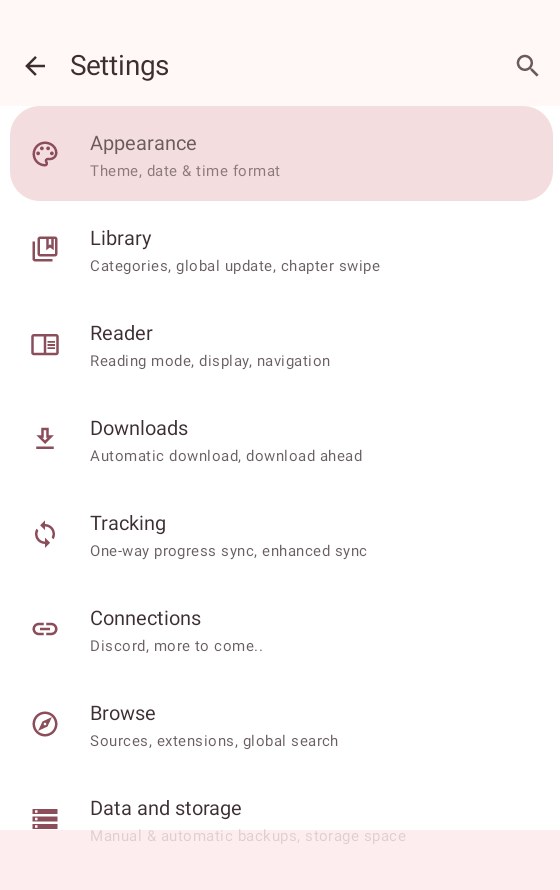 Settings
Appearance
Theme, date & time format
Library
Categories, global update, chapter swipe
Reader
Reading mode, display, navigation
Downloads
Automatic download, download ahead
Tracking
One-way progress sync, enhanced sync
Connections
Discord, more to come..
Browse
Sources, extensions, global search
Data and storage
Manual & automatic backups, storage space